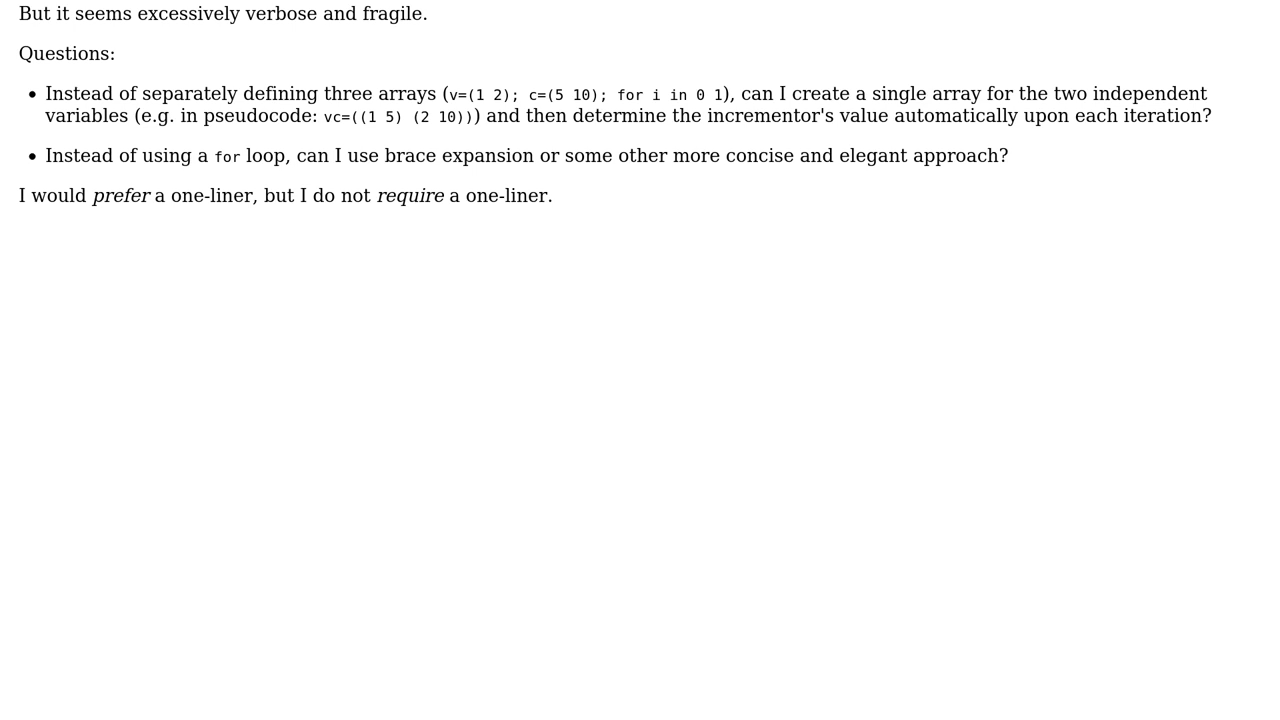 But it seems excessively verbose and fragile.
Questions:
• Instead of separately defining three arrays (v=(1 2); c=(5 10); for i in 0 1), can I create a single array for the two independent
variables (e.g. in pseudocode: vc=((1 5) (2 10))) and then determine the incrementor's value automatically upon each iteration?
• Instead of using a for loop, can I use brace expansion or some other more concise and elegant approach?
I would prefer a one-liner, but I do not require a one-liner.